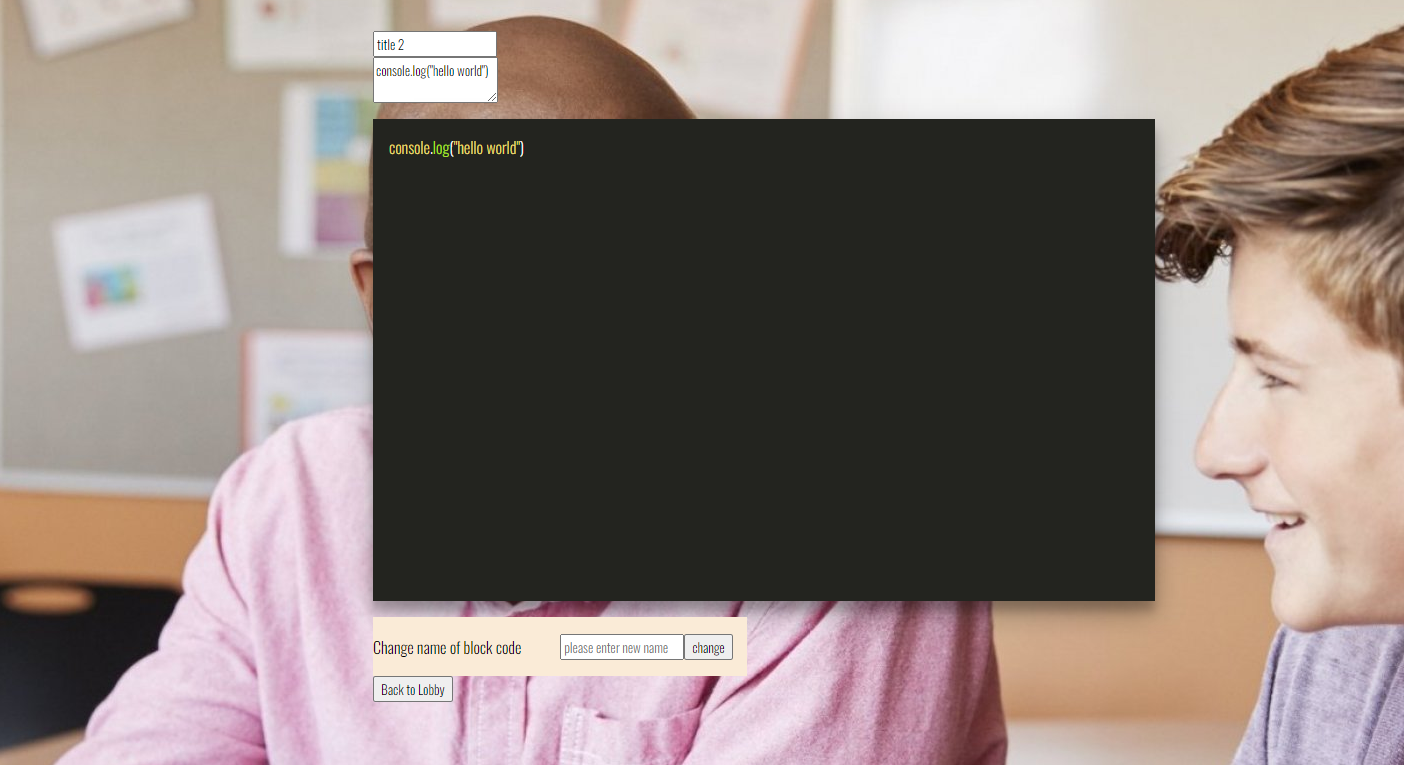 title 2
console.log("hello world")
console.log("hello world")
Change name of block code
please enter new name
change
Back to Lobby